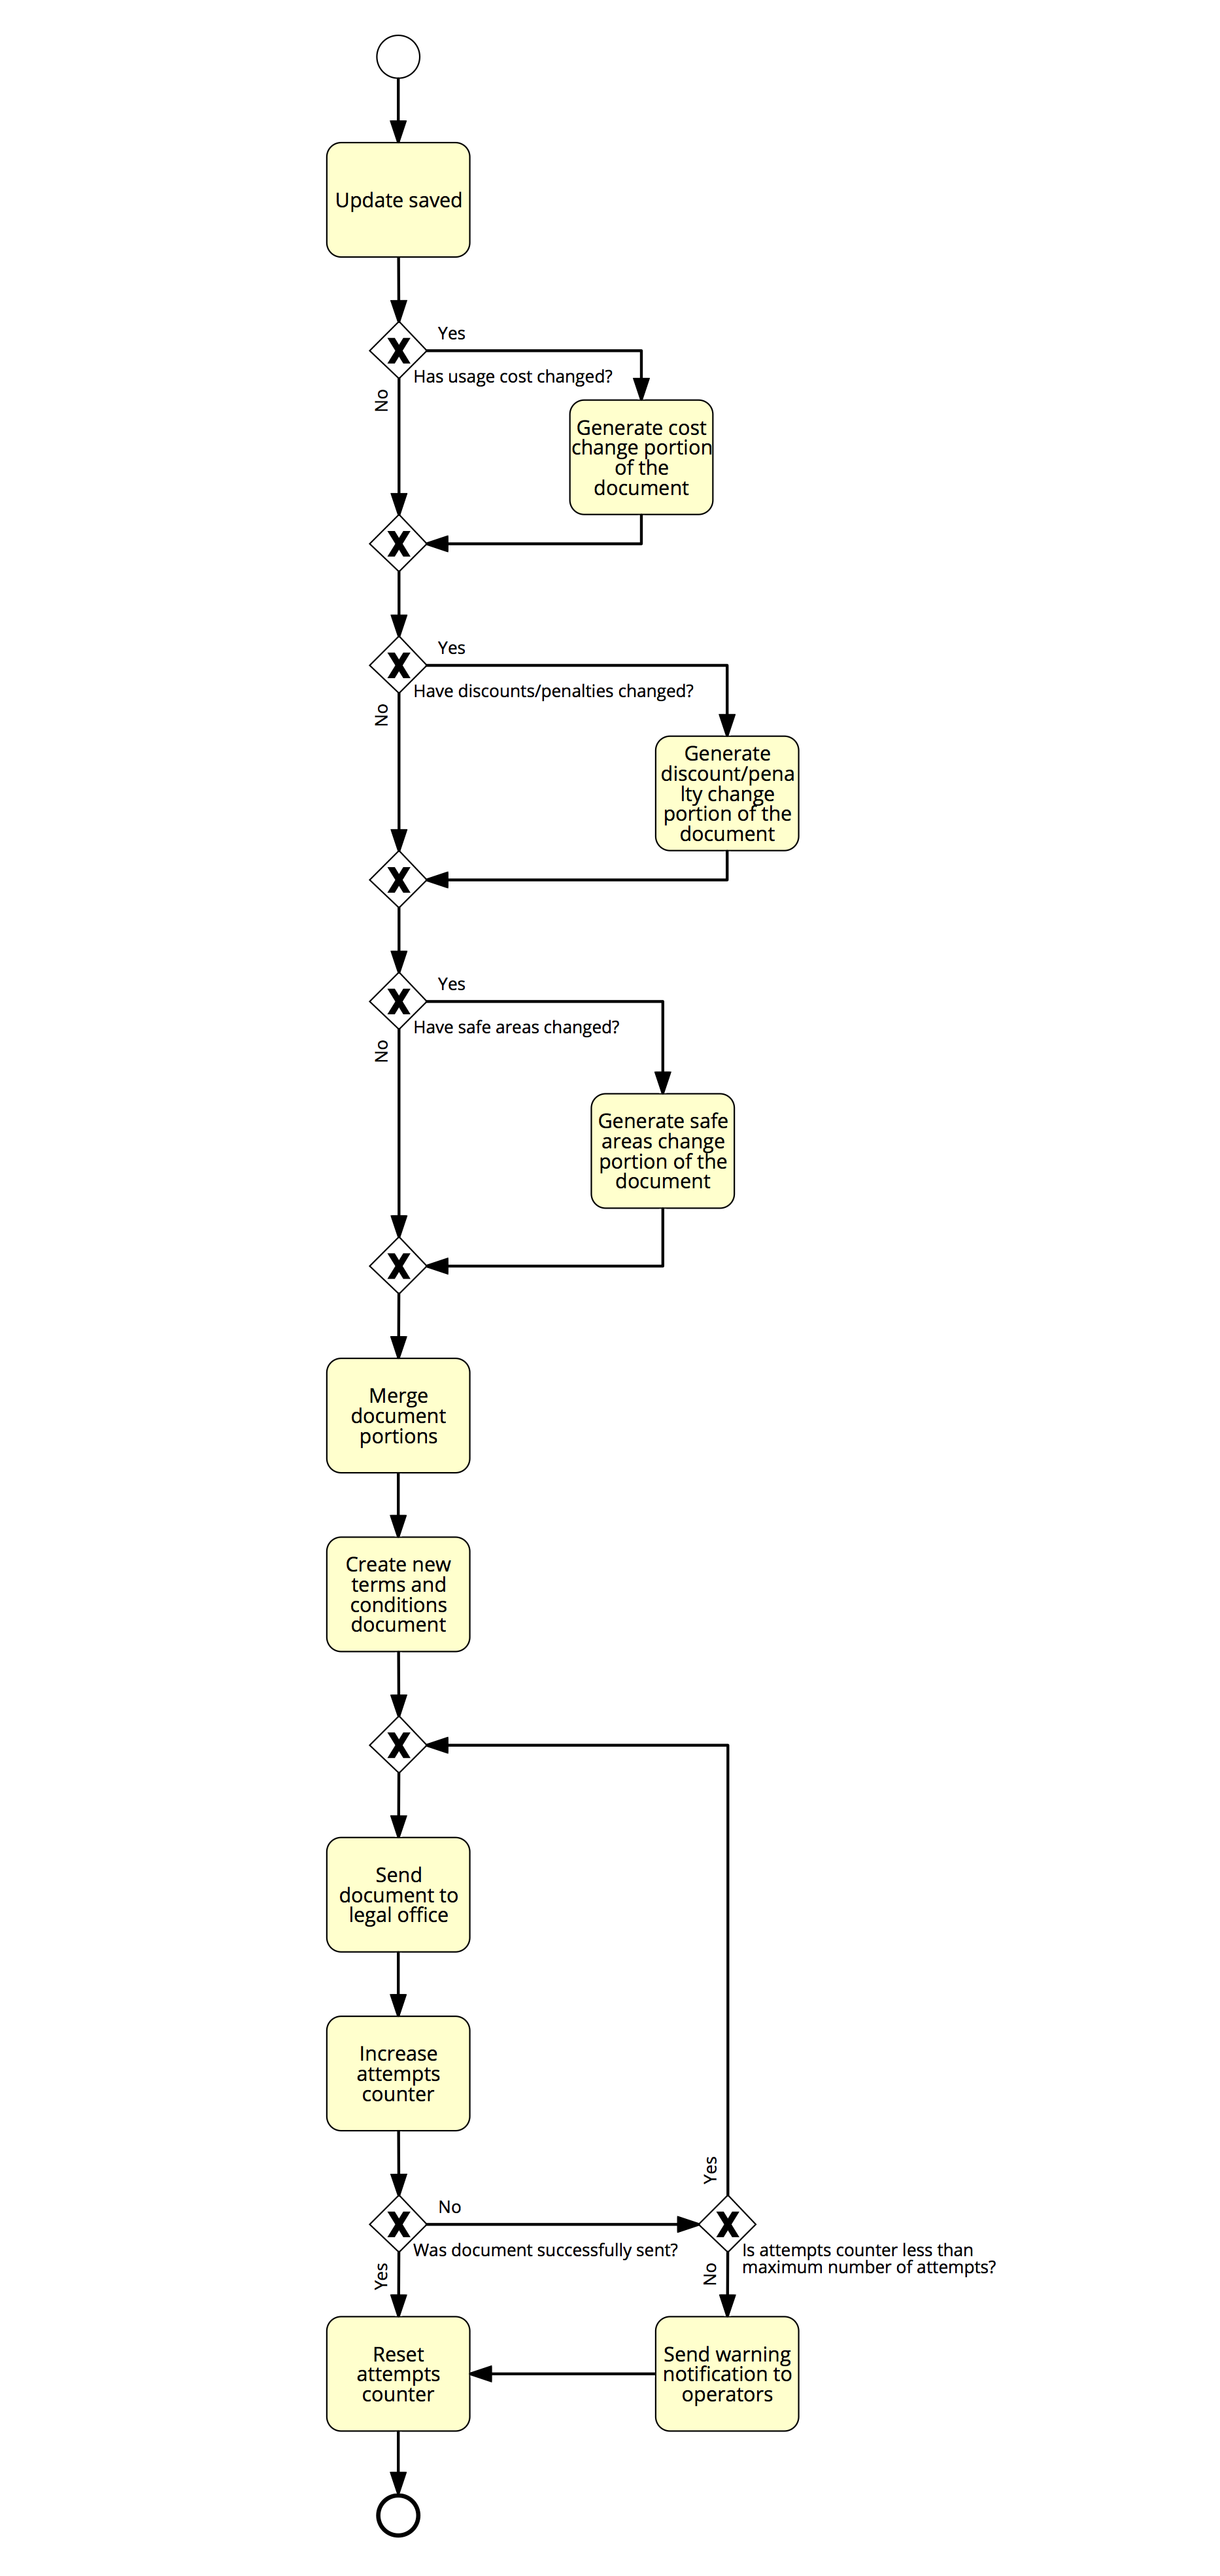 Update saved
Yes
Has usage cost changed?
No
Generate cost
change portion
of the
document
X
X
X
Yes
Have discounts/penalties changed?
No
Generate
discount/pena
lty change
portion of the
document
X
X
Yes
Have safe areas changed?
No
Generate safe
areas change
portion of the
document
X
Merge
document
portions
Create new
terms and
conditions
document
X
Send
document to
legal office
Increase
attempts
counter
Yes
X
No
X
Was document successfully sent?
Is attempts counter less than
maximum number of attempts?
Yes
No
Reset
attempts
counter
Send warning
notification to
operators